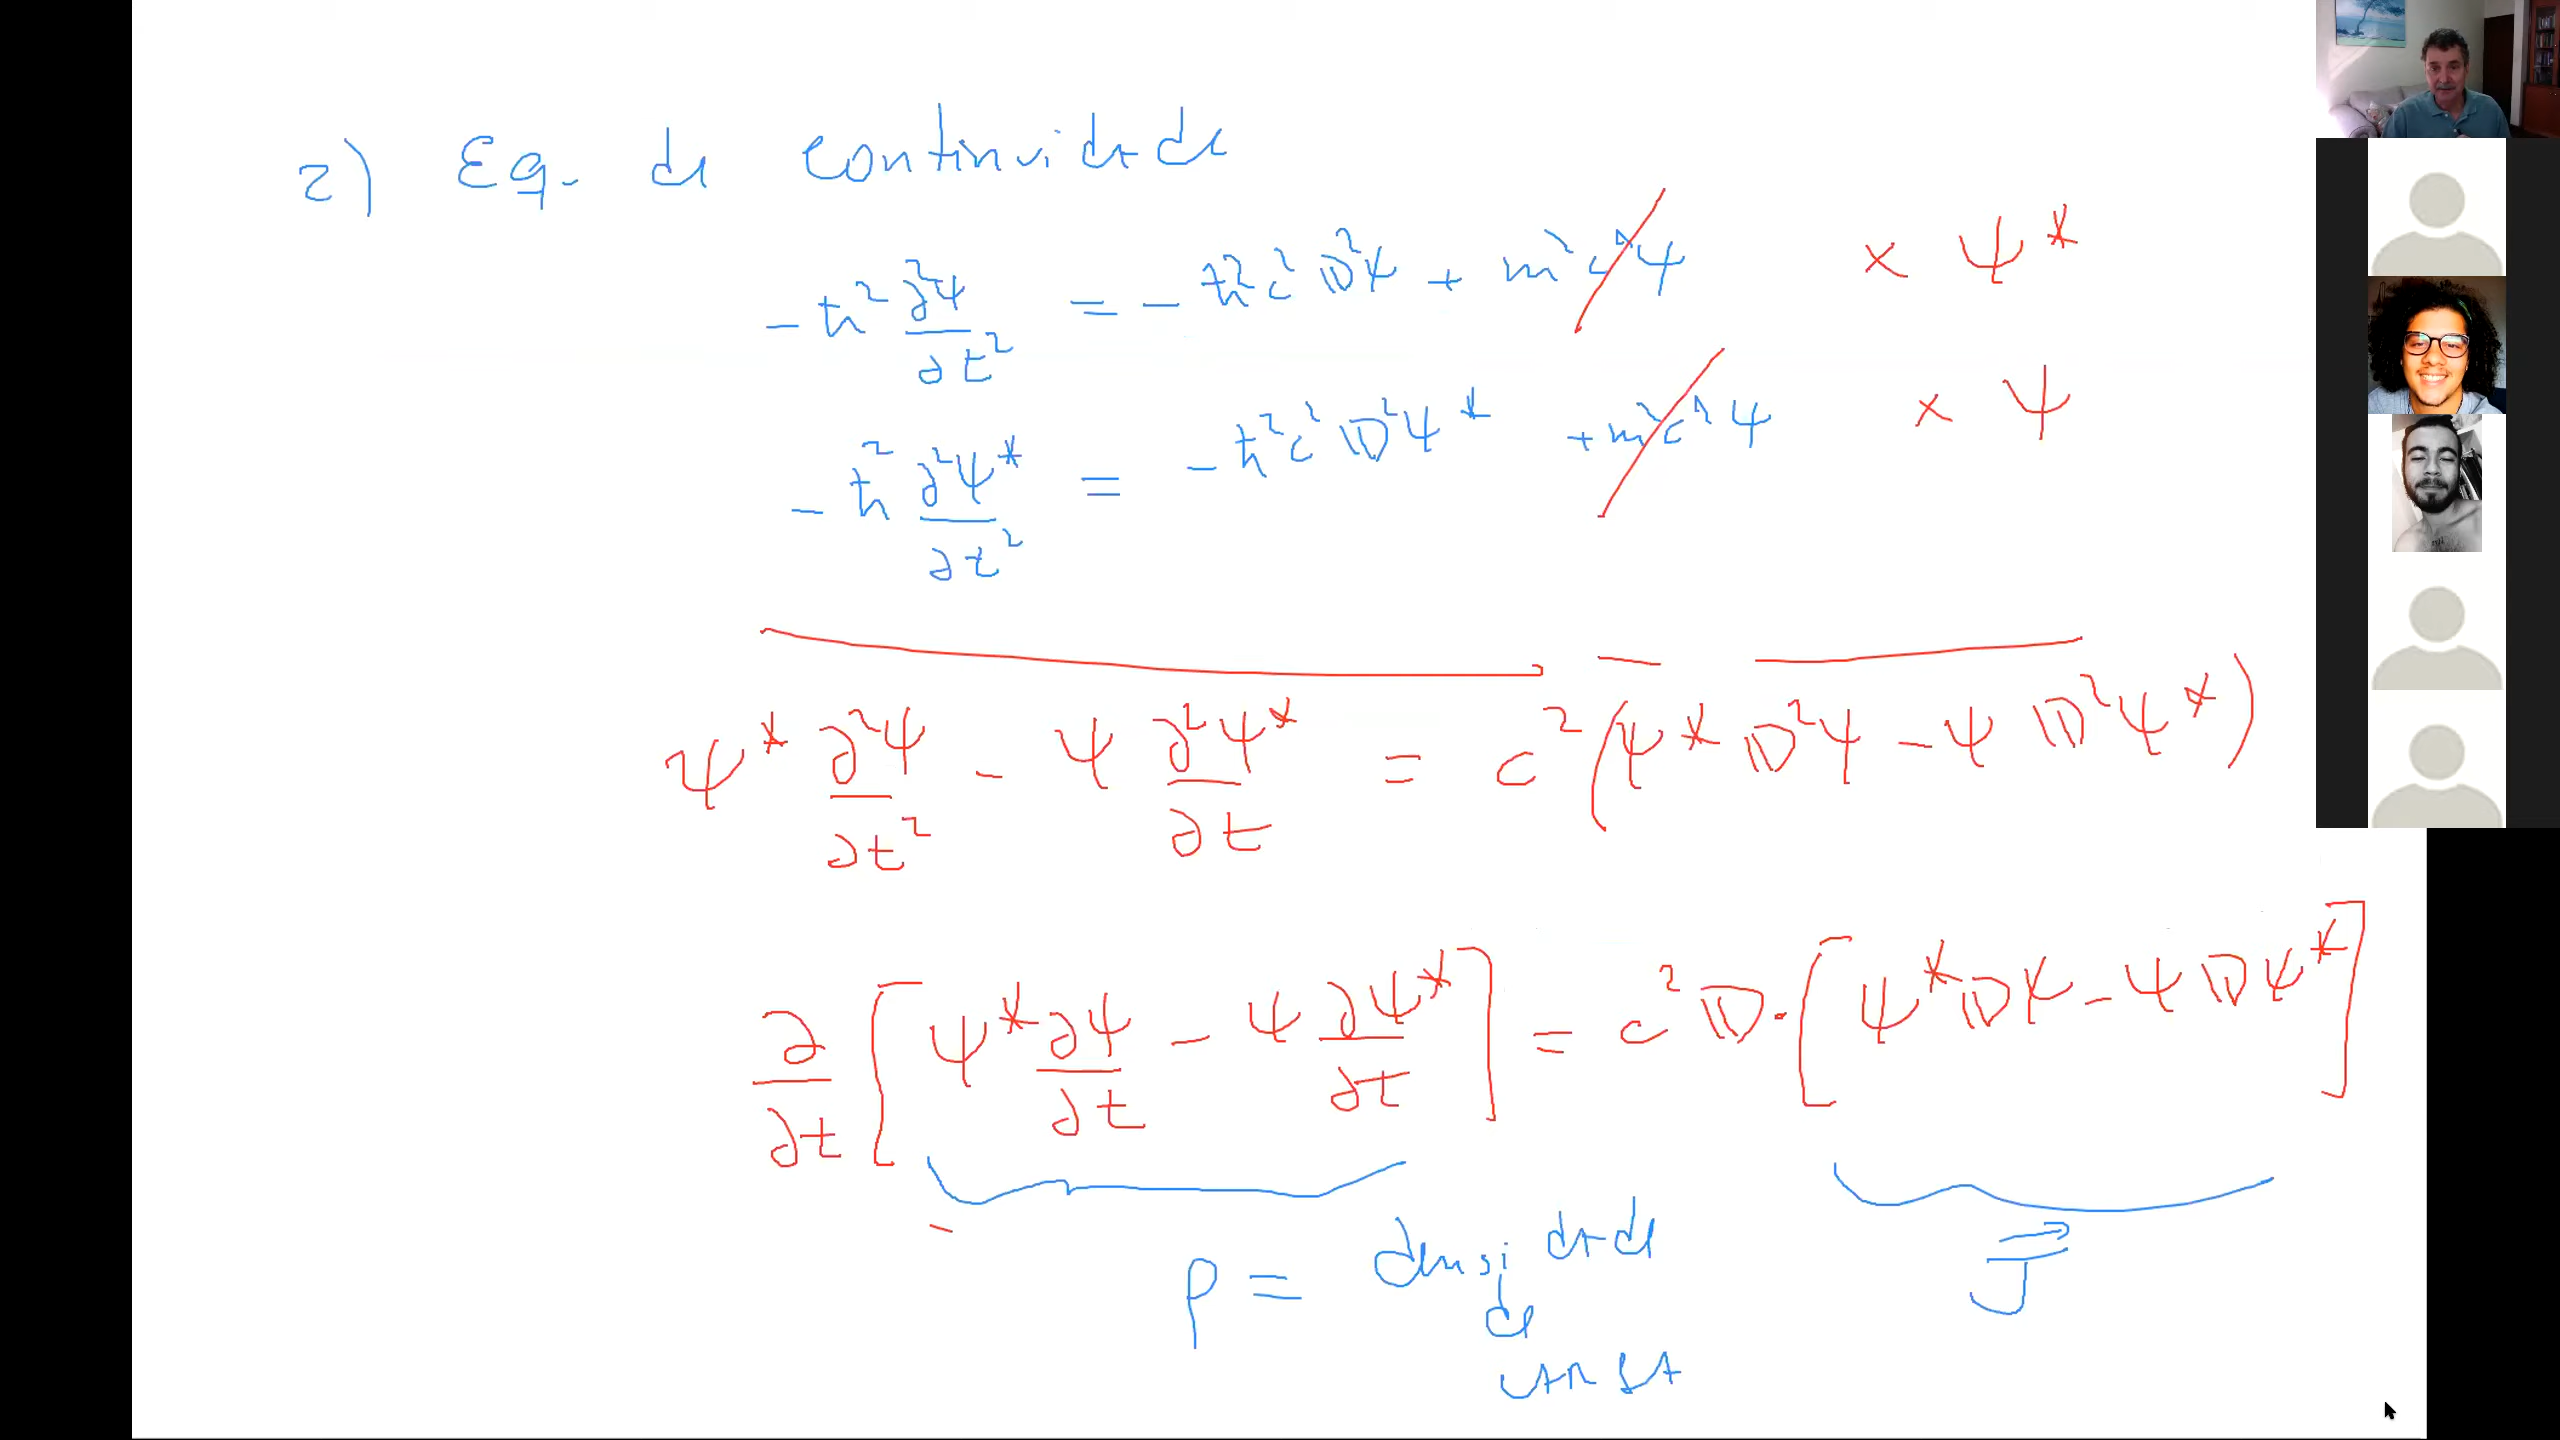 2) Eq. de continuidade
- ħ² ∂²Ψ/∂t² = - ħ²c² ∇²Ψ + m²c⁴Ψ × Ψ*
- ħ² ∂²Ψ*/∂t² = - ħ²c² ∇²Ψ* + m²c⁴Ψ × Ψ
Ψ* ∂²Ψ/∂t² - Ψ ∂²Ψ*/∂t = c² (Ψ* ∇²Ψ - Ψ ∇²Ψ*)
∂/∂t [Ψ* ∂Ψ/∂t - Ψ ∂Ψ*/∂t] = c² ∇· [Ψ*∇Ψ - Ψ∇Ψ*]
ρ = densidade J⃗
de
carga